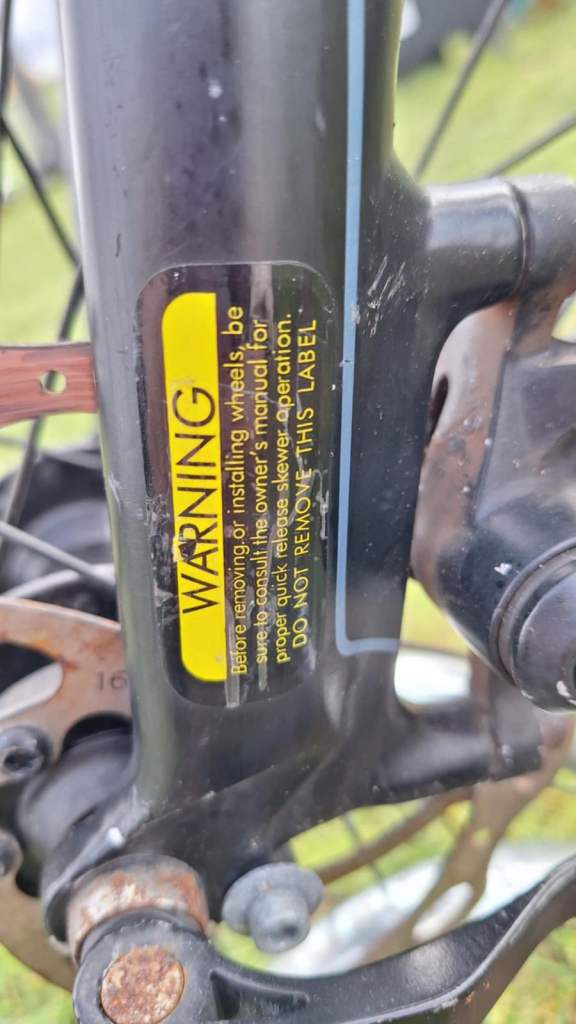 WARNING
Before removing or installing wheels, be
sure to consult the owner's manual for
proper quick release skewer operation.
DO NOT REMOVE THIS LABEL
16